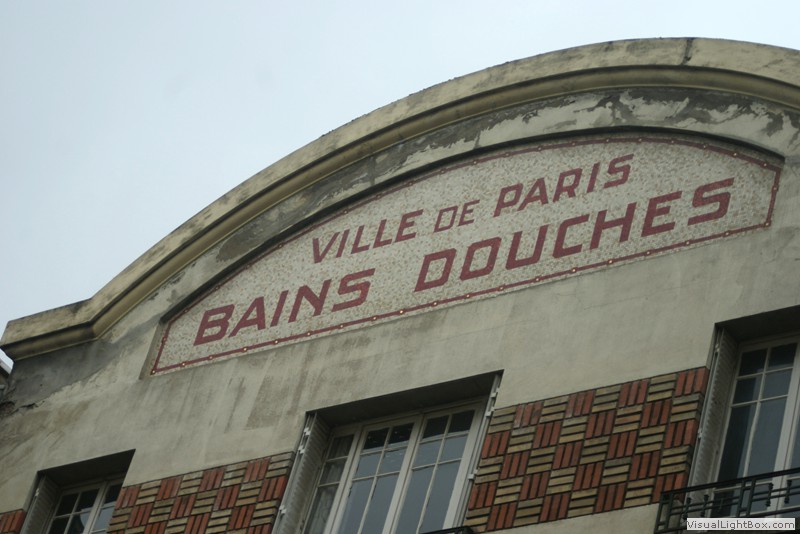 VILLE DE PARIS
BAINS DOUCHES
VisualLightBox.com